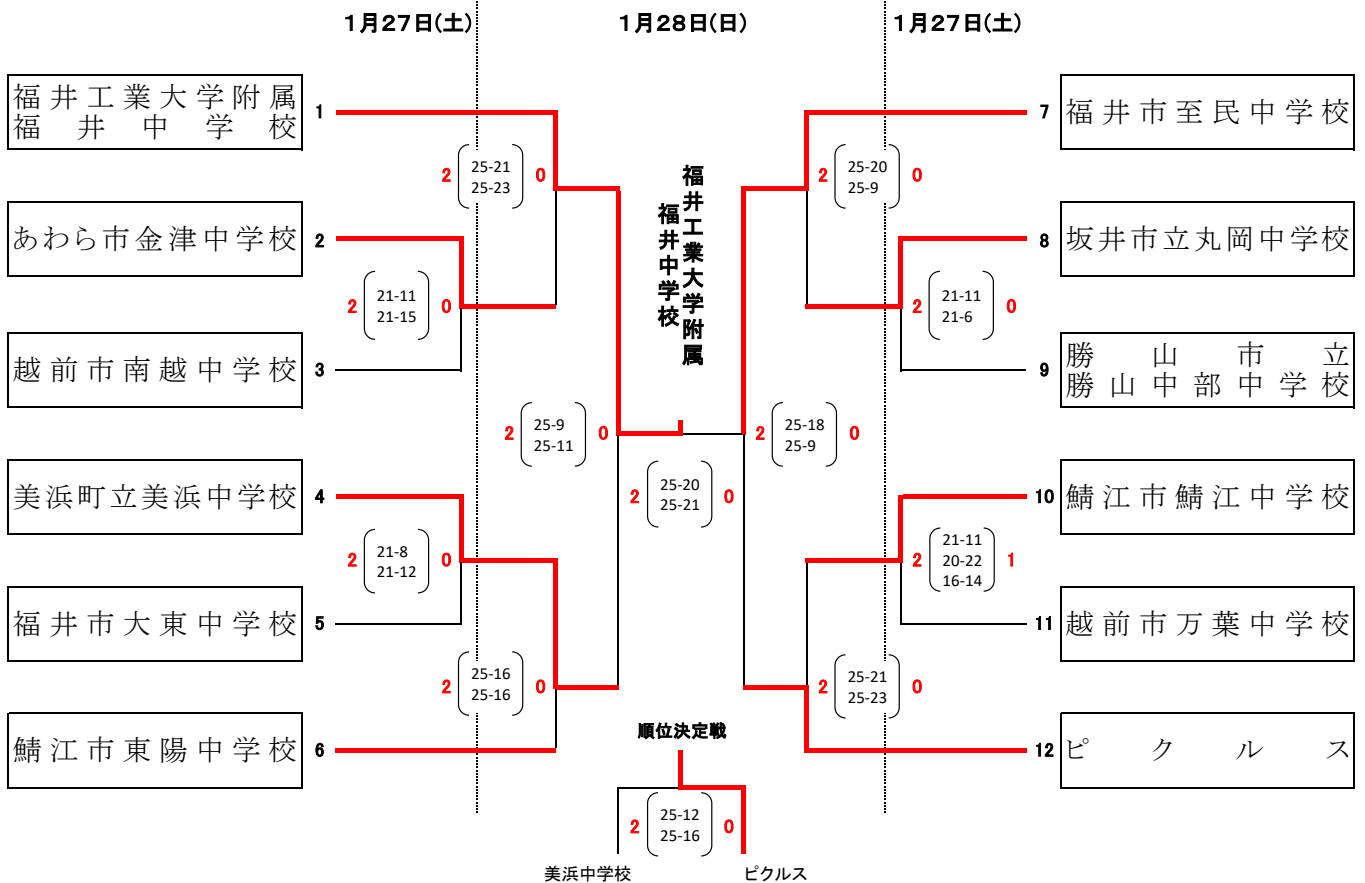 1月27日(土)
1月28日(日)
1月27日(土)
福井工業大学附属
福井中学校
1
2
25-21
25-23
0
あわら市金津中学校
2
2
21-11
21-15
0
越前市南越中学校
3
2
25-9
25-11
0
美浜町立美浜中学校
4
2
21-8
21-12
0
福井市大東中学校
5
2
25-16
25-16
0
鯖江市東陽中学校
6
福井工業大学附属
福井中学校
2
25-20
25-21
0
順位決定戦
2
25-12
25-16
0
美浜中学校
ピクルス
7
福井市至民中学校
2
25-20
25-9
0
8
坂井市立丸岡中学校
2
21-11
21-6
0
9
勝山市立
勝山中部中学校
2
25-18
25-9
0
10
鯖江市鯖江中学校
2
21-11
20-22
16-14
1
11
越前市万葉中学校
2
25-21
25-23
0
12
ピクルス